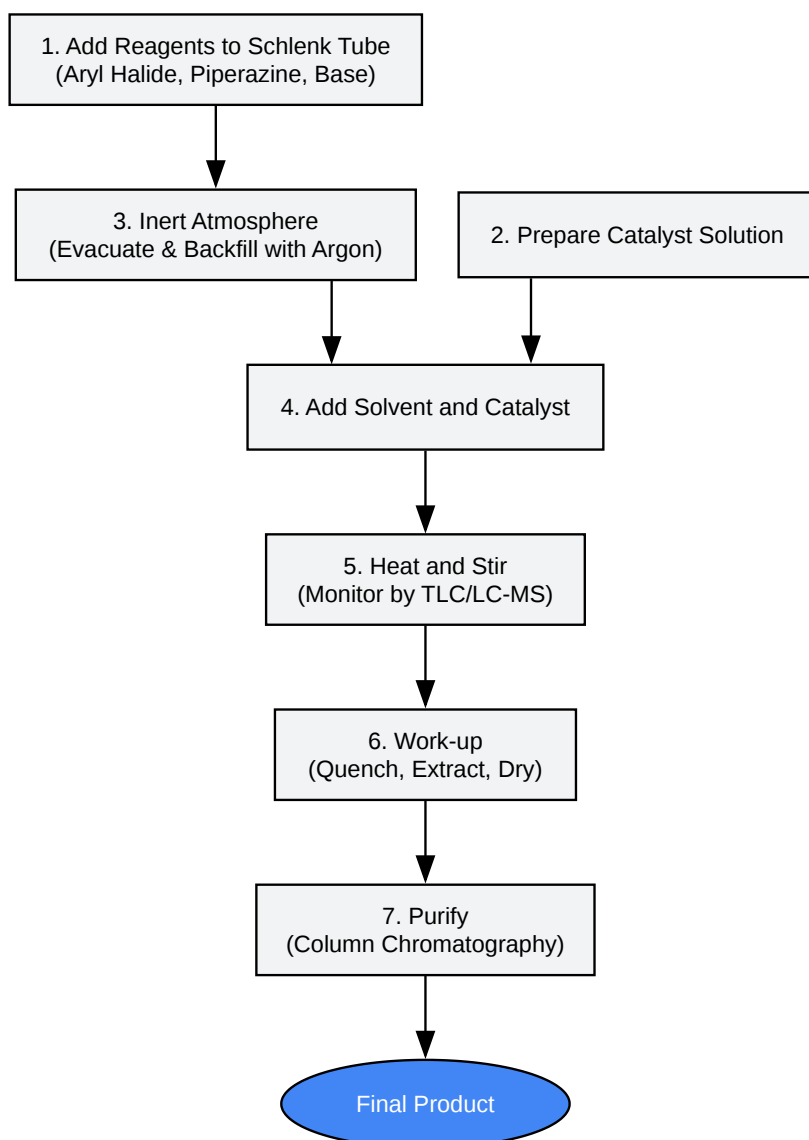 1. Add Reagents to Schlenk Tube
(Aryl Halide, Piperazine, Base)
3. Inert Atmosphere
(Evacuate & Backfill with Argon)
2. Prepare Catalyst Solution
4. Add Solvent and Catalyst
5. Heat and Stir
(Monitor by TLC/LC-MS)
6. Work-up
(Quench, Extract, Dry)
7. Purify
(Column Chromatography)
Final Product